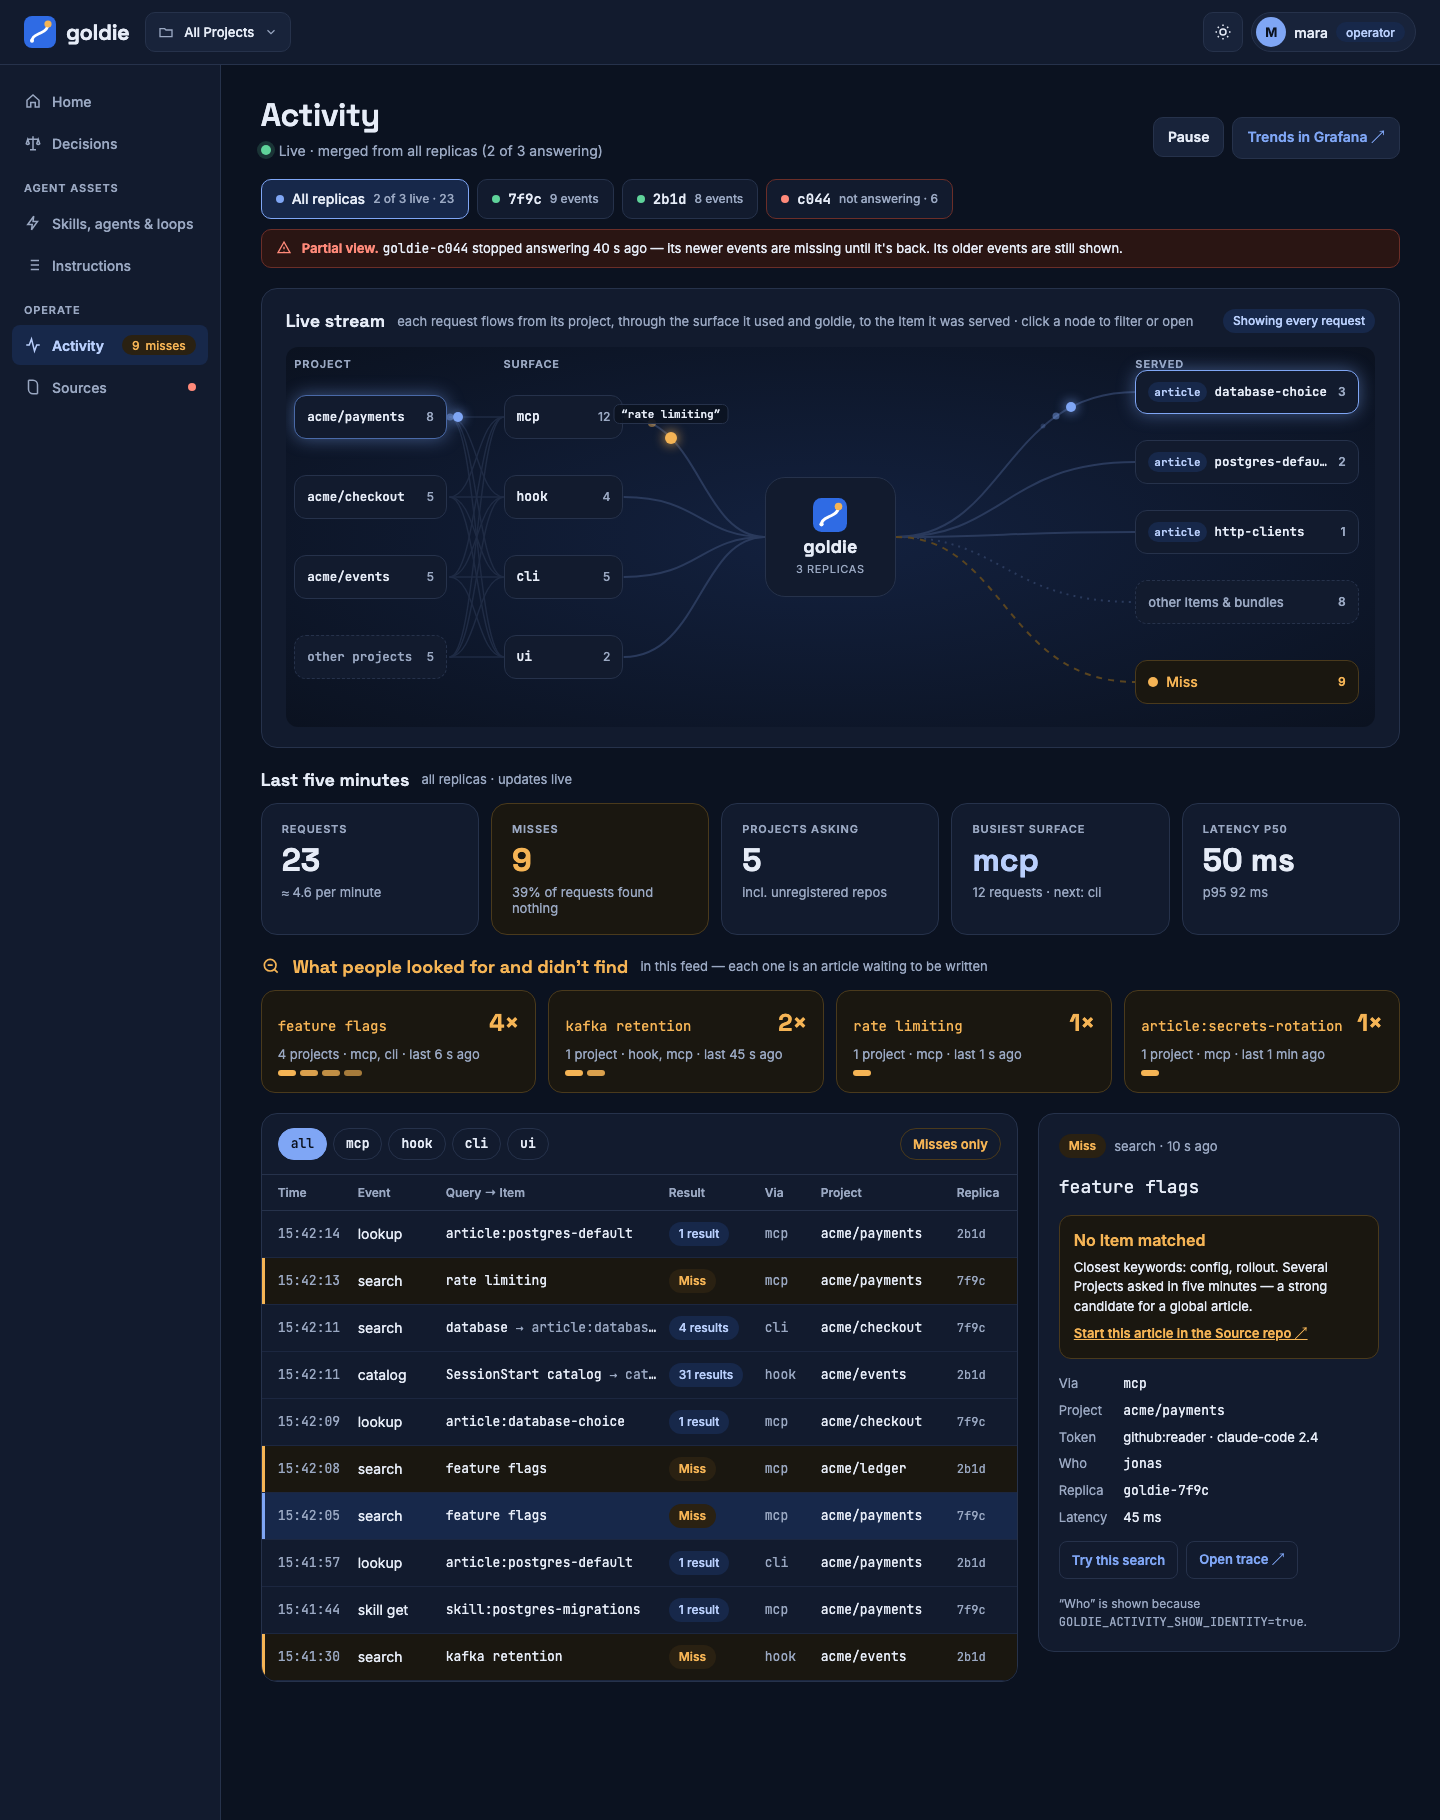 goldie
All Projects
M mara operator
Home
Decisions
AGENT ASSETS
Skills, agents & loops
Instructions
OPERATE
Activity 9 misses
Sources
Activity
Live · merged from all replicas (2 of 3 answering)
Pause
Trends in Grafana ↗
All replicas 2 of 3 live · 23
7f9c 9 events
2b1d 8 events
c044 not answering · 6
Partial view. goldie-c044 stopped answering 40 s ago — its newer events are missing until it's back. Its older events are still shown.
Live stream each request flows from its project, through the surface it used and goldie, to the item it was served · click a node to filter or open
Showing every request
PROJECT
SURFACE
SERVED
acme/payments 8
acme/checkout 5
acme/events 5
other projects 5
mcp 12
“rate limiting”
hook 4
cli 5
ui 2
goldie
3 REPLICAS
article database-choice 3
article postgres-defau… 2
article http-clients 1
other items & bundles 8
Miss 9
Last five minutes all replicas · updates live
REQUESTS
23
≈ 4.6 per minute
MISSES
9
39% of requests found
nothing
PROJECTS ASKING
5
incl. unregistered repos
BUSIEST SURFACE
mcp
12 requests · next: cli
LATENCY P50
50 ms
p95 92 ms
What people looked for and didn’t find in this feed — each one is an article waiting to be written
feature flags 4×
4 projects · mcp, cli · last 6 s ago
kafka retention 2×
1 project · hook, mcp · last 45 s ago
rate limiting 1×
1 project · mcp · last 1 s ago
article:secrets-rotation 1×
1 project · mcp · last 1 min ago
all mcp hook cli ui
Misses only
Time Event Query → Item Result Via Project Replica
15:42:14 lookup article:postgres-default 1 result mcp acme/payments 2b1d
15:42:13 search rate limiting Miss mcp acme/payments 7f9c
15:42:11 search database → article:databas… 4 results cli acme/checkout 7f9c
15:42:11 catalog SessionStart catalog → cat… 31 results hook acme/events 2b1d
15:42:09 lookup article:database-choice 1 result mcp acme/checkout 7f9c
15:42:08 search feature flags Miss mcp acme/ledger 2b1d
15:42:05 search feature flags Miss mcp acme/payments 7f9c
15:41:57 lookup article:postgres-default 1 result cli acme/payments 2b1d
15:41:44 skill get skill:postgres-migrations 1 result mcp acme/payments 7f9c
15:41:30 search kafka retention Miss hook acme/events 2b1d
Miss search · 10 s ago
feature flags
No item matched
Closest keywords: config, rollout. Several
Projects asked in five minutes — a strong
candidate for a global article.
Start this article in the Source repo ↗
Via mcp
Project acme/payments
Token github:reader · claude-code 2.4
Who jonas
Replica goldie-7f9c
Latency 45 ms
Try this search
Open trace ↗
“Who” is shown because
GOLDIE_ACTIVITY_SHOW_IDENTITY=true.